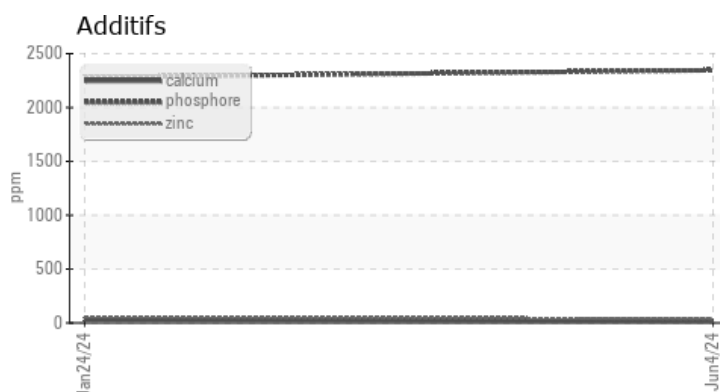 Additifs
2500
2000
1500
1000
500
0
ppm
calcium
phosphore
zinc
Jan24/24
Jun4/24